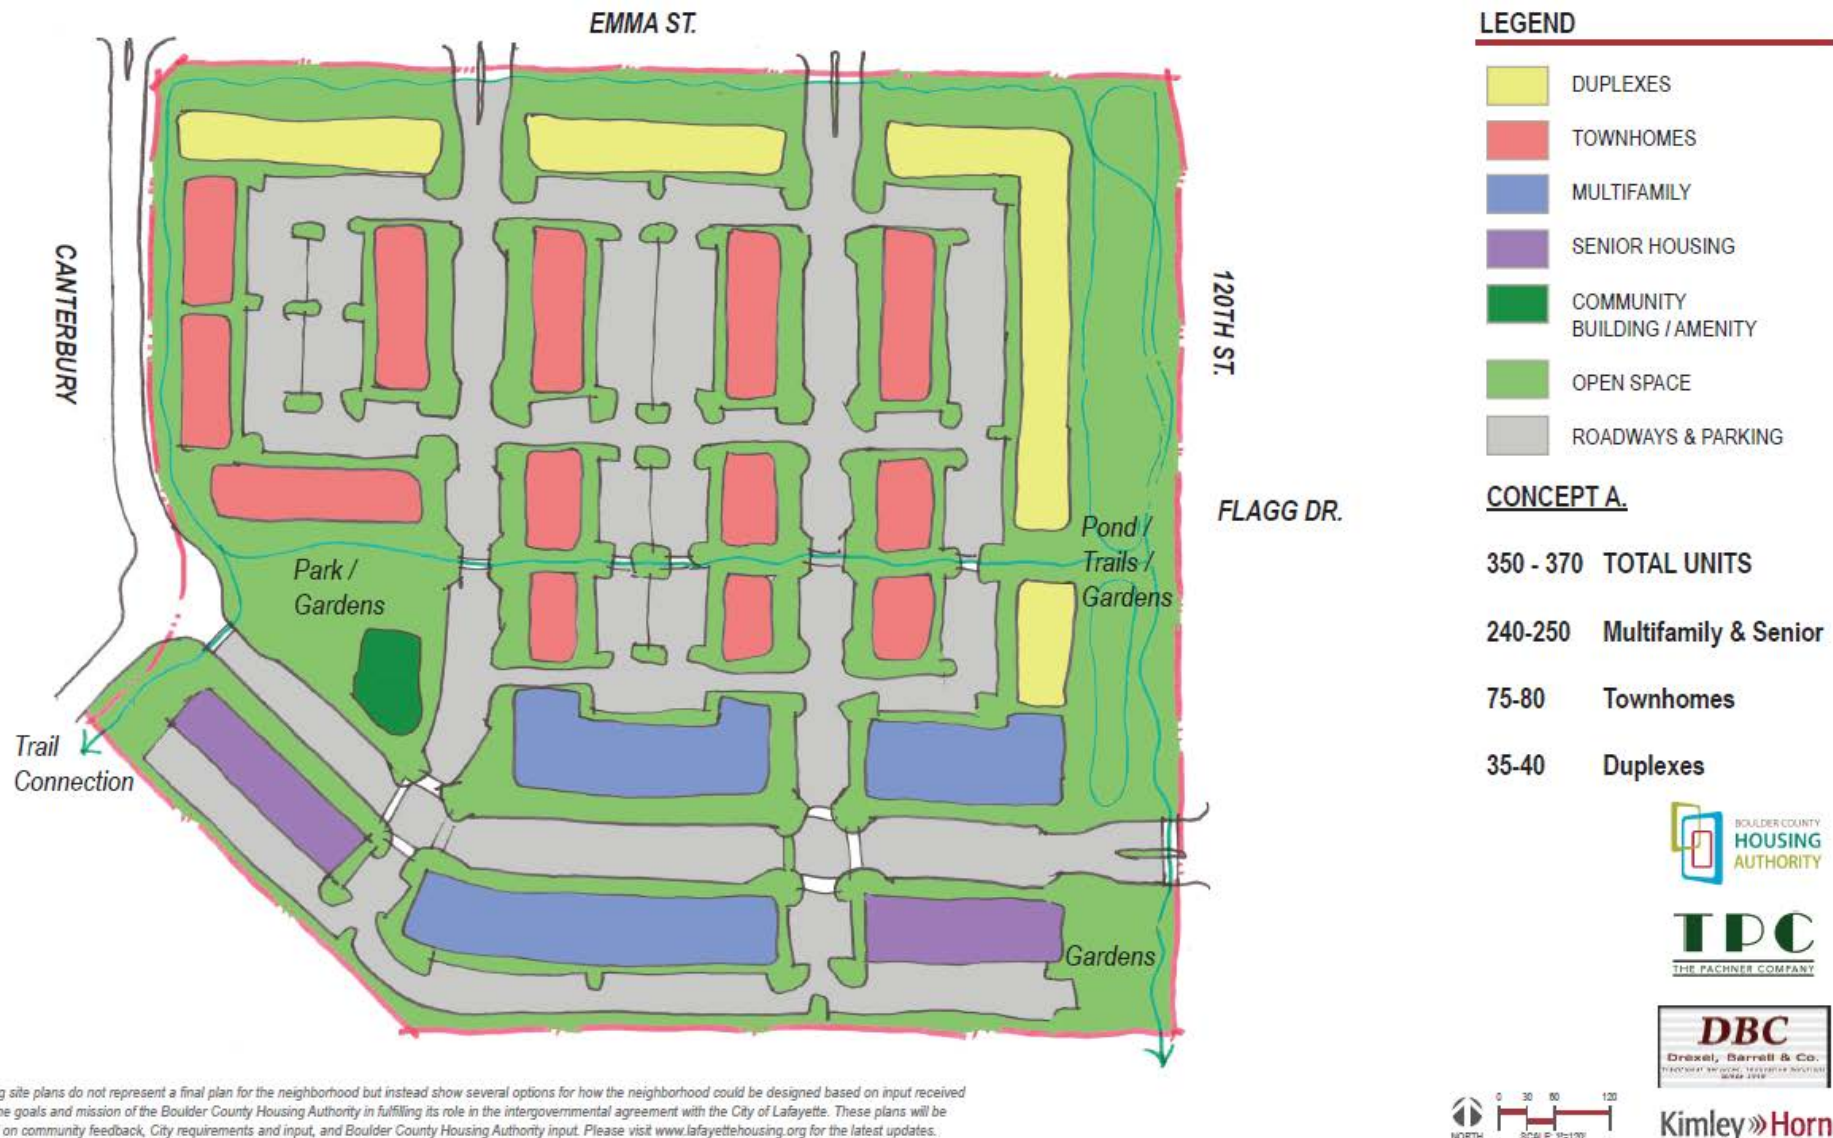 EMMA ST.
CANTERBURY
120TH ST.
FLAGG DR.
Park /
Gardens
Pond /
Trails /
Gardens
Trail
Connection
Gardens
LEGEND
DUPLEXES
TOWNHOMES
MULTIFAMILY
SENIOR HOUSING
COMMUNITY
BUILDING / AMENITY
OPEN SPACE
ROADWAYS & PARKING
CONCEPT A.
350 - 370 TOTAL UNITS
240-250 Multifamily & Senior
75-80 Townhomes
35-40 Duplexes
BOULDER COUNTY
HOUSING
AUTHORITY
TPC
THE PACHNER COMPANY
DBC
Drexel, Barrell & Co.
Kimley»Horn
0 30 60 120
NORTH
SCALE: 1"=120'
site plans do not represent a final plan for the neighborhood but instead show several options for how the neighborhood could be designed based on input received
goals and mission of the Boulder County Housing Authority in fulfilling its role in the intergovernmental agreement with the City of Lafayette. These plans will be
on community feedback, City requirements and input, and Boulder County Housing Authority input. Please visit www.lafayettehousing.org for the latest updates.